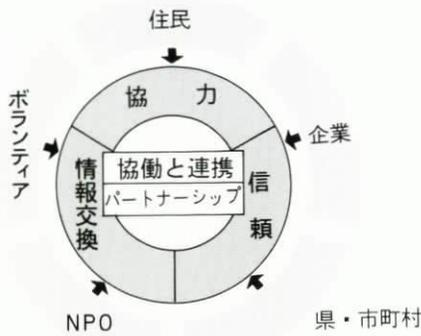 住民
ボランティア
企業
協力
情報交換
信頼
協働と連携
パートナーシップ
NPO
県・市町村